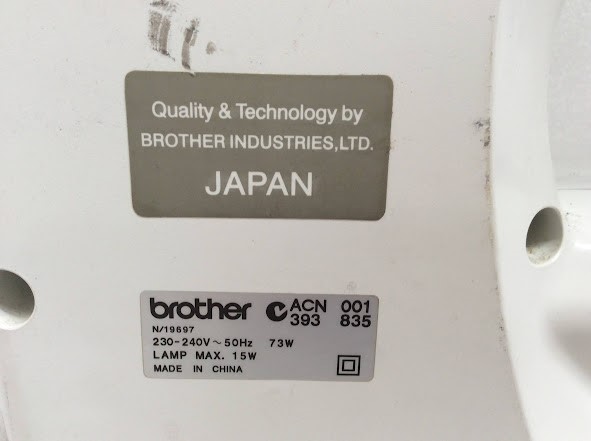 Quality & Technology by
BROTHER INDUSTRIES,LTD.
JAPAN
brother ACN 001
393 835
N/19697
230-240V~50Hz 73W
LAMP MAX. 15W
MADE IN CHINA